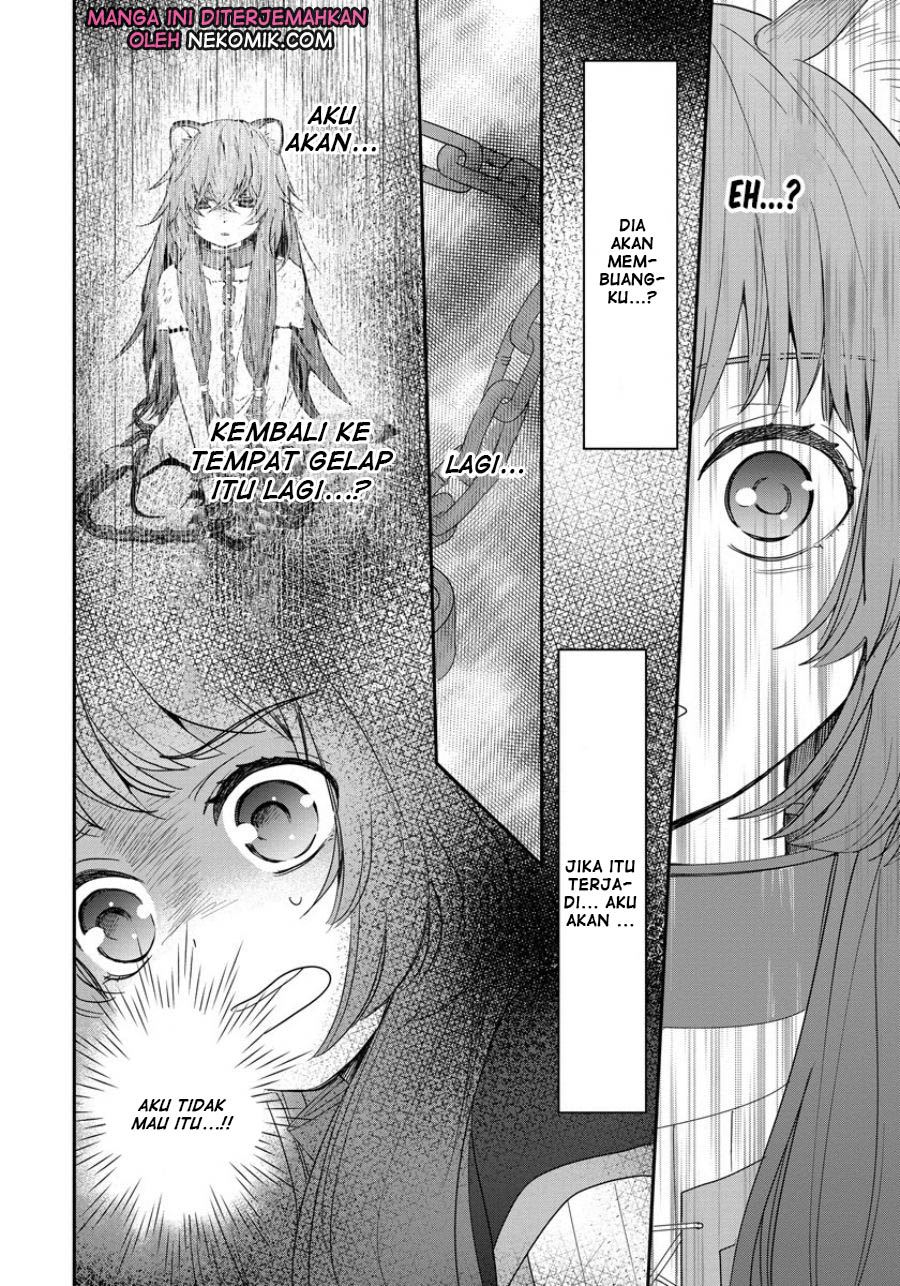 MANGA INI DITERJEMAHKAN
OLEH NEKOMIK.COM
EH...?
DIA
AKAN
MEM-
BUANG-
KU...?
JIKA ITU
TERJA-
DI... AKU
AKAN ...
LAGI...
AKU
AKAN...
KEMBALI KE
TEMPAT GELAP
ITU LAGI...?
AKU TIDAK
MAU ITU...!!